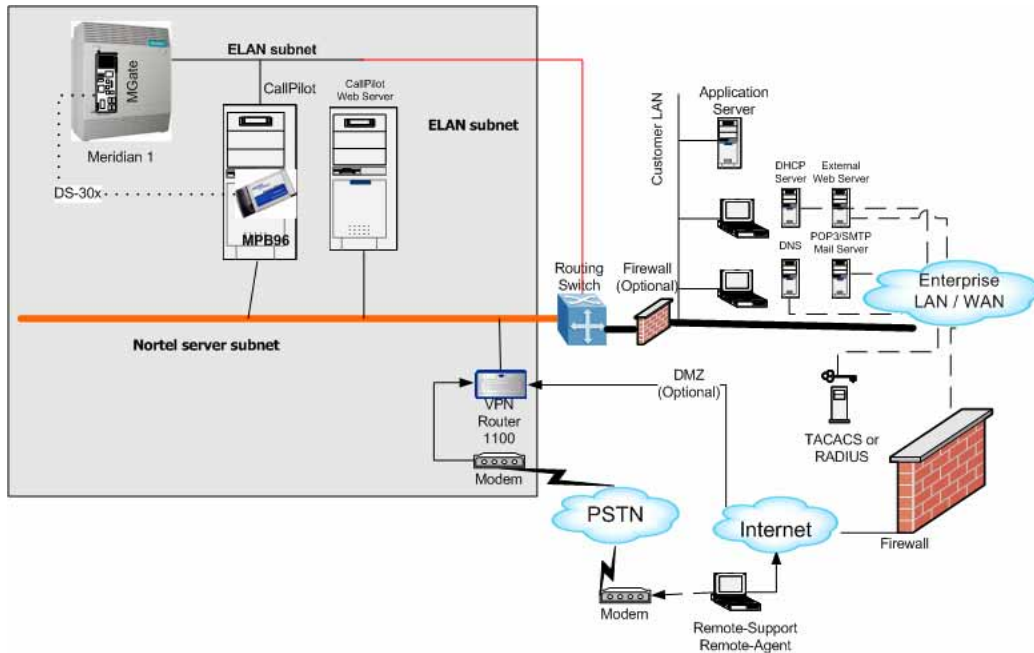 ELAN subnet
MGate
CallPilot
CallPilot
Web Server
ELAN subnet
Meridian 1
DS-30x
MPB96
Customer LAN
Application
Server
DHCP
Server
External
Web Server
DNS
POP3/SMTP
Mail Server
Routing
Switch
Firewall
(Optional)
Enterprise
LAN / WAN
Nortel server subnet
VPN
Router
1100
DMZ
(Optional)
TACACS or
RADIUS
Modem
PSTN
Internet
Firewall
Modem
Remote-Support
Remote-Agent